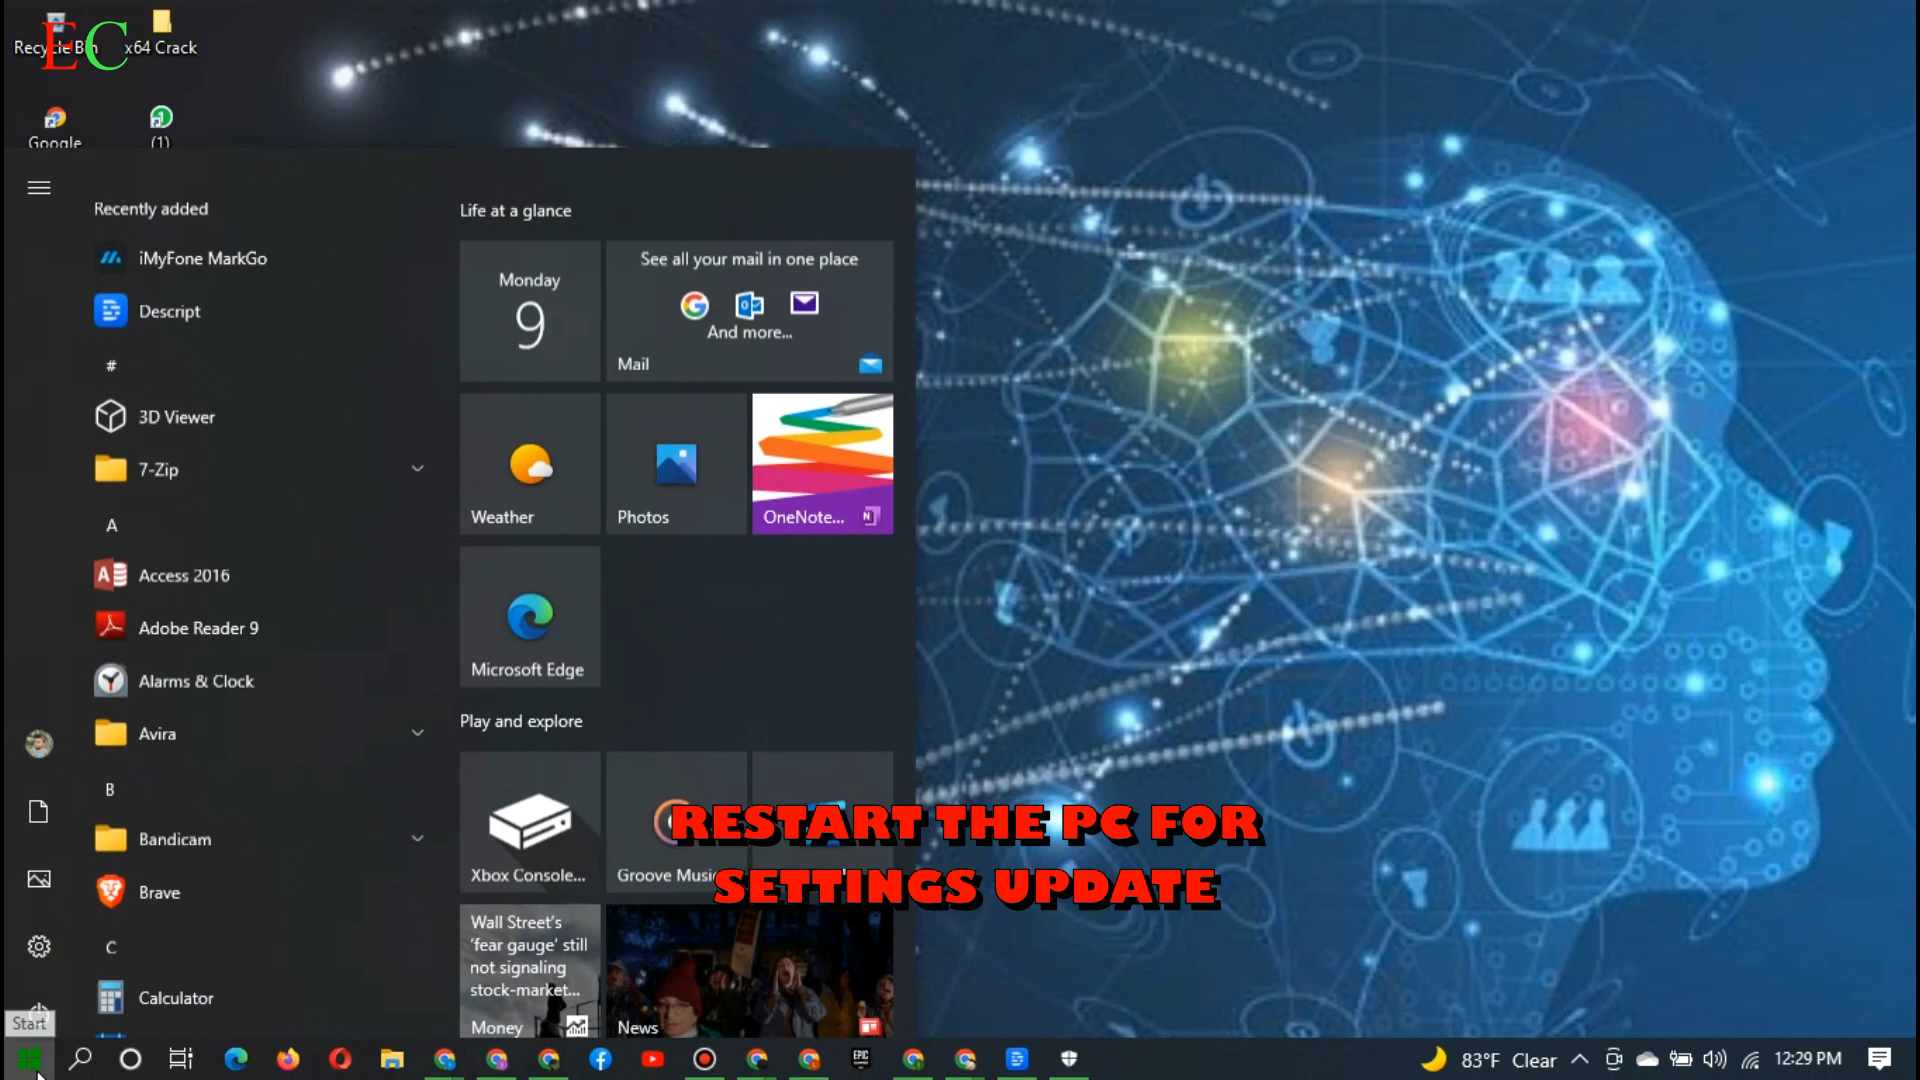 EC
Recycle Bin
x64 Crack
Google
(1)
Recently added
iMyFone MarkGo
Descript
#
3D Viewer
7-Zip
A
Access 2016
Adobe Reader 9
Alarms & Clock
Avira
B
Bandicam
Brave
C
Calculator
Start
Life at a glance
Monday
9
See all your mail in one place
And more...
Mail
Weather
Photos
OneNote...
Microsoft Edge
Play and explore
Xbox Console...
Groove Music
Wall Street's
'fear gauge' still
not signaling
stock-market...
Money
News
RESTART THE PC FOR
SETTINGS UPDATE
EPIC
83°F Clear
12:29 PM